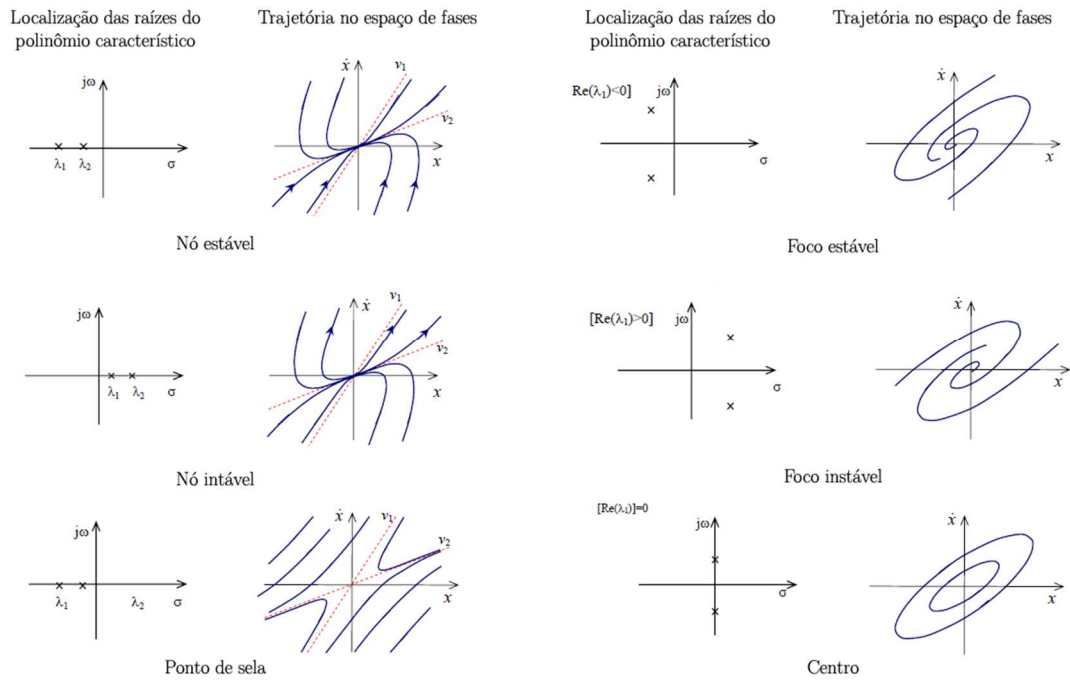 Localização das raízes do
polinômio característico
Trajetória no espaço de fases
jω
λ₁ λ₂ σ
ẋ
v₁
v₂
x
Nó estável
jω
λ₁ λ₂ σ
ẋ
v₁
v₂
x
Nó intável
jω
λ₁ λ₂ σ
ẋ
v₁
v₂
x
Ponto de sela
Localização das raízes do
polinômio característico
Trajetória no espaço de fases
Re(λ₁)<0]
jω
σ
ẋ
x
Foco estável
[Re(λ₁)>0]
jω
σ
ẋ
x
Foco instável
[Re(λ₁)]=0
jω
σ
ẋ
x
Centro